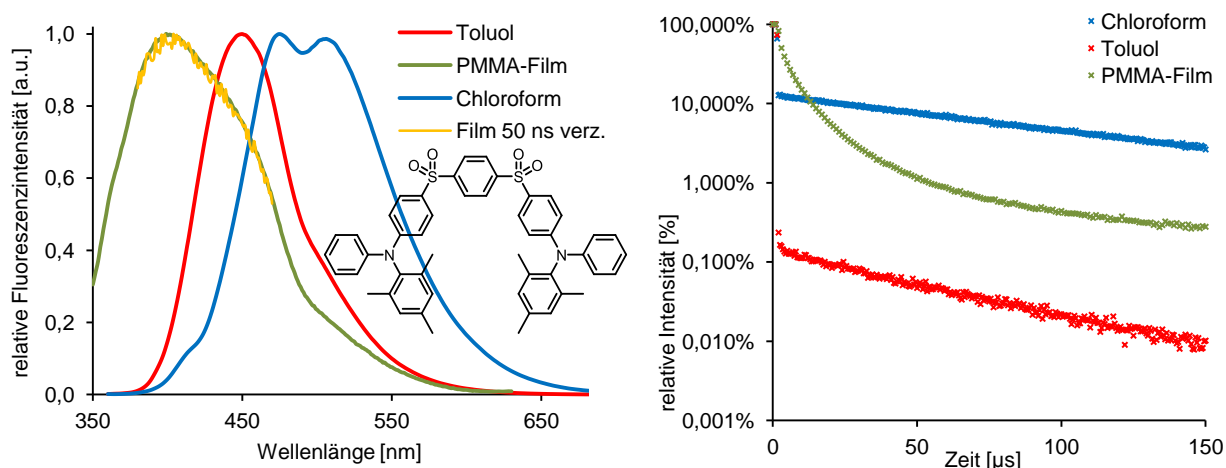 relative Fluoreszenzintensität [a.u.]
1,0
0,8
0,6
0,4
0,2
0,0
350
450
550
650
Wellenlänge [nm]
Toluol
PMMA-Film
Chloroform
Film 50 ns verz.
O O O O
S S
N N
relative Intensität [%]
100,000%
10,000%
1,000%
0,100%
0,010%
0,001%
0
50
100
150
Zeit [µs]
Chloroform
Toluol
PMMA-Film